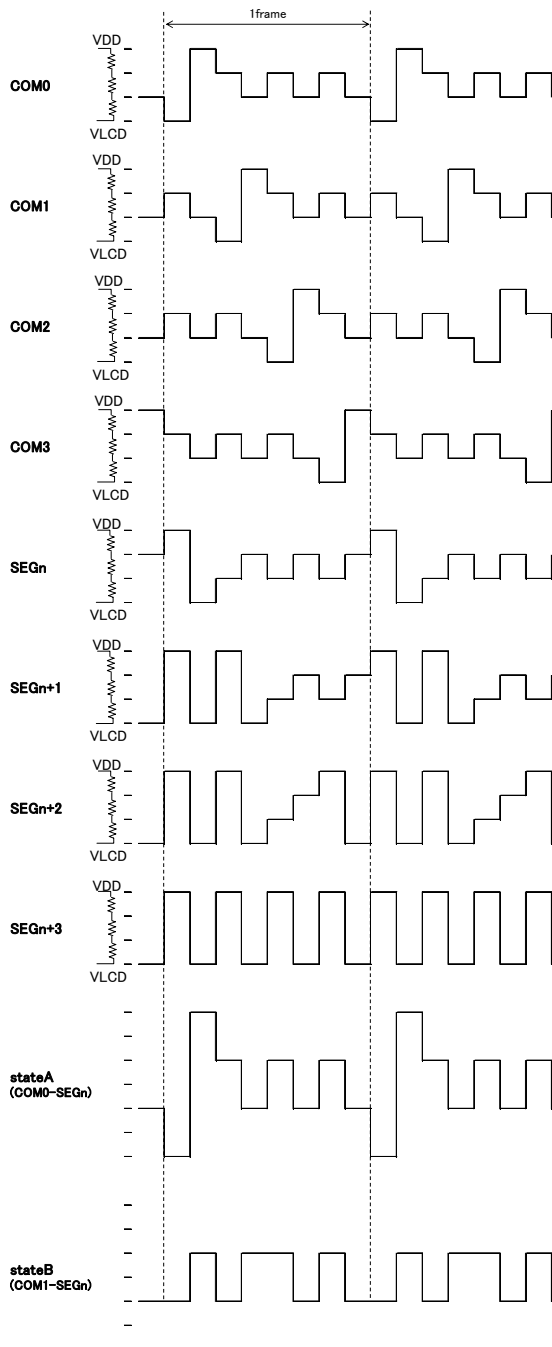 1frame
VDD
COM0
VLCD
VDD
COM1
VLCD
VDD
COM2
VLCD
VDD
COM3
VLCD
VDD
SEGn
VLCD
VDD
SEGn+1
VLCD
VDD
SEGn+2
VLCD
VDD
SEGn+3
VLCD
stateA
(COM0-SEGn)
stateB
(COM1-SEGn)